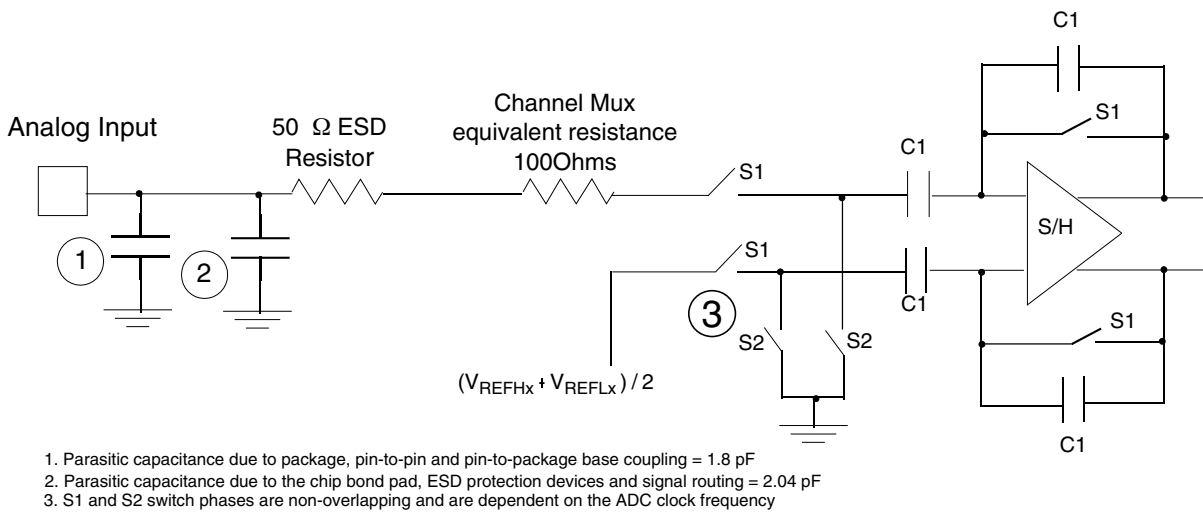 C1
Analog Input
50 Ω ESD
Resistor
Channel Mux
equivalent resistance
100Ohms
S1
S1
C1
S/H
1
2
S1
C1
3
S2
S2
S1
(VREFHx + VREFLx) / 2
C1
1. Parasitic capacitance due to package, pin-to-pin and pin-to-package base coupling = 1.8 pF
2. Parasitic capacitance due to the chip bond pad, ESD protection devices and signal routing = 2.04 pF
3. S1 and S2 switch phases are non-overlapping and are dependent on the ADC clock frequency